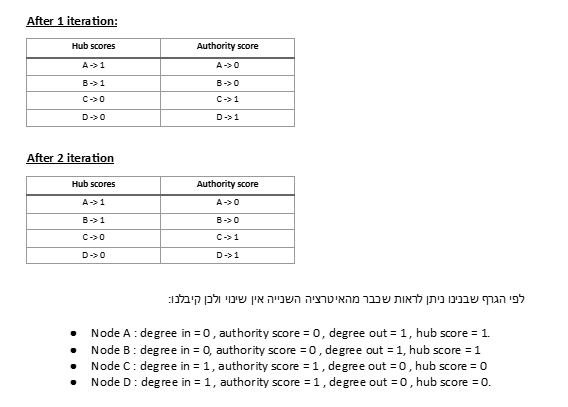 After 1 iteration:
Hub scores Authority score
A -> 1 A -> 0
B -> 1 B -> 0
C -> 0 C -> 1
D -> 0 D -> 1
After 2 iteration
Hub scores Authority score
A -> 1 A -> 0
B -> 1 B -> 0
C -> 0 C -> 1
D -> 0 D -> 1
לפי הגרף שבנינו ניתן לראות שכבר מהאיטרציה השנייה אין שינוי ולכן קיבלנו:
• Node A : degree in = 0 , authority score = 0 , degree out = 1 , hub score = 1.
• Node B : degree in = 0, authority score = 0 , degree out = 1, hub score = 1
• Node C : degree in = 1 , authority score = 1 , degree out = 0 , hub score = 0
• Node D : degree in = 1 , authority score = 1 , degree out = 0 , hub score = 0.